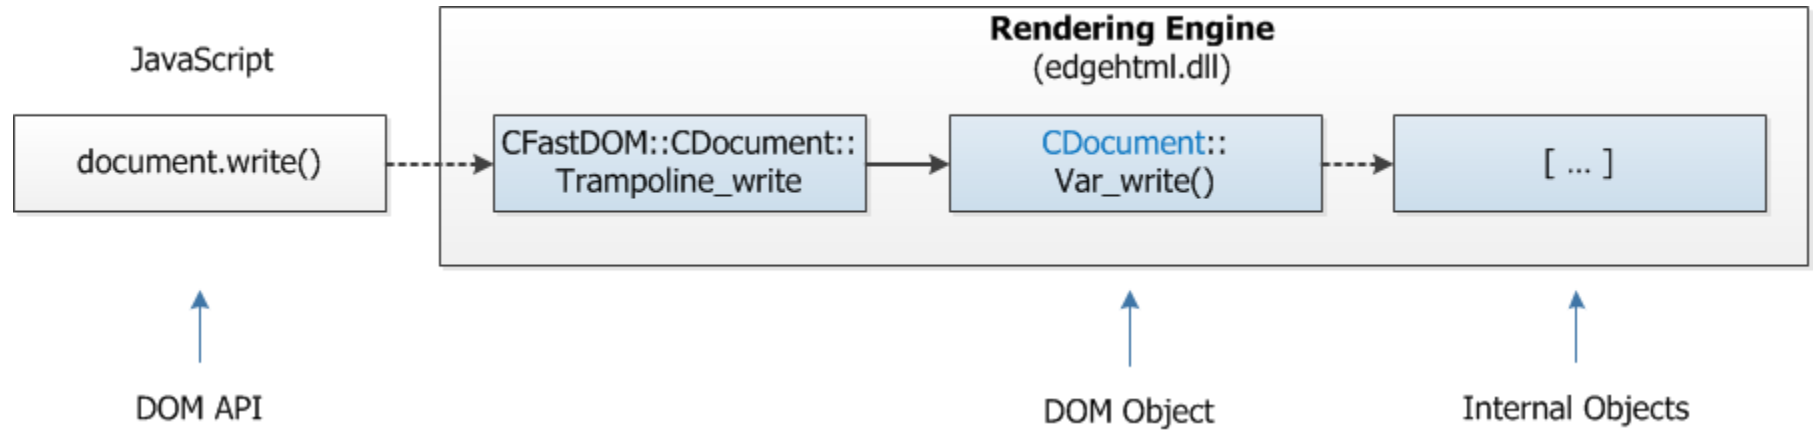 Rendering Engine
(edgehtml.dll)
JavaScript
document.write()
CFastDOM::CDocument::
Trampoline_write
CDocument::
Var_write()
[ ... ]
DOM API
DOM Object
Internal Objects